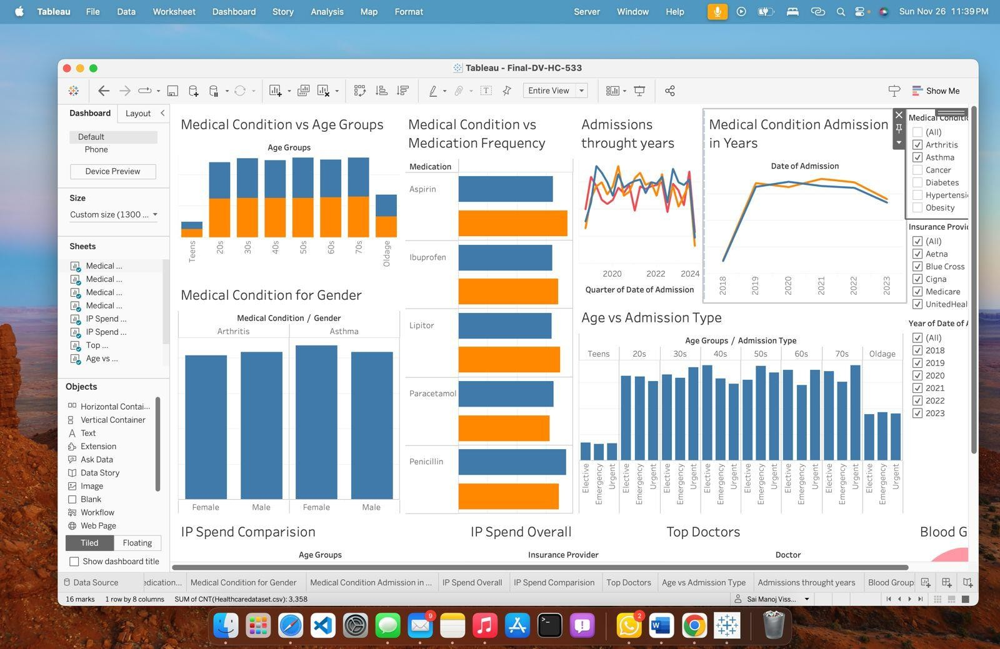 Tableau File Data Worksheet Dashboard Story Analysis Map Format Server Window Help Sun Nov 26 11:39 PM
Tableau - Final-DV-HC-533
Entire View
Show Me
Dashboard Layout
Default
Phone
Device Preview
Size
Custom size (1300 ...
Sheets
Medical ...
Medical ...
Medical ...
Medical ...
IP Spend ...
IP Spend ...
Top ...
Age vs ...
Objects
Horizontal Contai...
Vertical Container
Text
Extension
Ask Data
Data Story
Image
Blank
Workflow
Web Page
Tiled Floating
Show dashboard title
Medical Condition vs Age Groups
Age Groups
Teens 20s 30s 40s 50s 60s 70s Oldage
Medical Condition for Gender
Medical Condition / Gender
Arthritis Asthma
Female Male Female Male
Medical Condition vs
Medication Frequency
Medication
Aspirin
Ibuprofen
Lipitor
Paracetamol
Penicillin
Admissions
throught years
2020 2022 2024
Quarter of Date of Admission
Medical Condition Admission
in Years
Date of Admission
2018 2019 2020 2021 2022 2023
Age vs Admission Type
Age Groups / Admission Type
Teens 20s 30s 40s 50s 60s 70s Oldage
Elective Emergency Urgent Elective Emergency Urgent Elective Emergency Urgent Elective Emergency Urgent Elective Emergency Urgent Elective Emergency Urgent Elective Emergency Urgent Elective Emergency Urgent
Medical Conditic
(All)
Arthritis
Asthma
Cancer
Diabetes
Hypertensi
Obesity
Insurance Provi
(All)
Aetna
Blue Cross
Cigna
Medicare
UnitedHeal
Year of Date of A
(All)
2018
2019
2020
2021
2022
2023
IP Spend Comparision IP Spend Overall Top Doctors Blood G
Age Groups Insurance Provider Doctor
Data Source edication... Medical Condition for Gender Medical Condition Admission in ... IP Spend Overall IP Spend Comparision Top Doctors Age vs Admission Type Admissions throught years Blood Group
16 marks 1 row by 8 columns SUM of CNT(Healthcaredataset.csv): 3,358 Sai Manoj Viss...
9 2